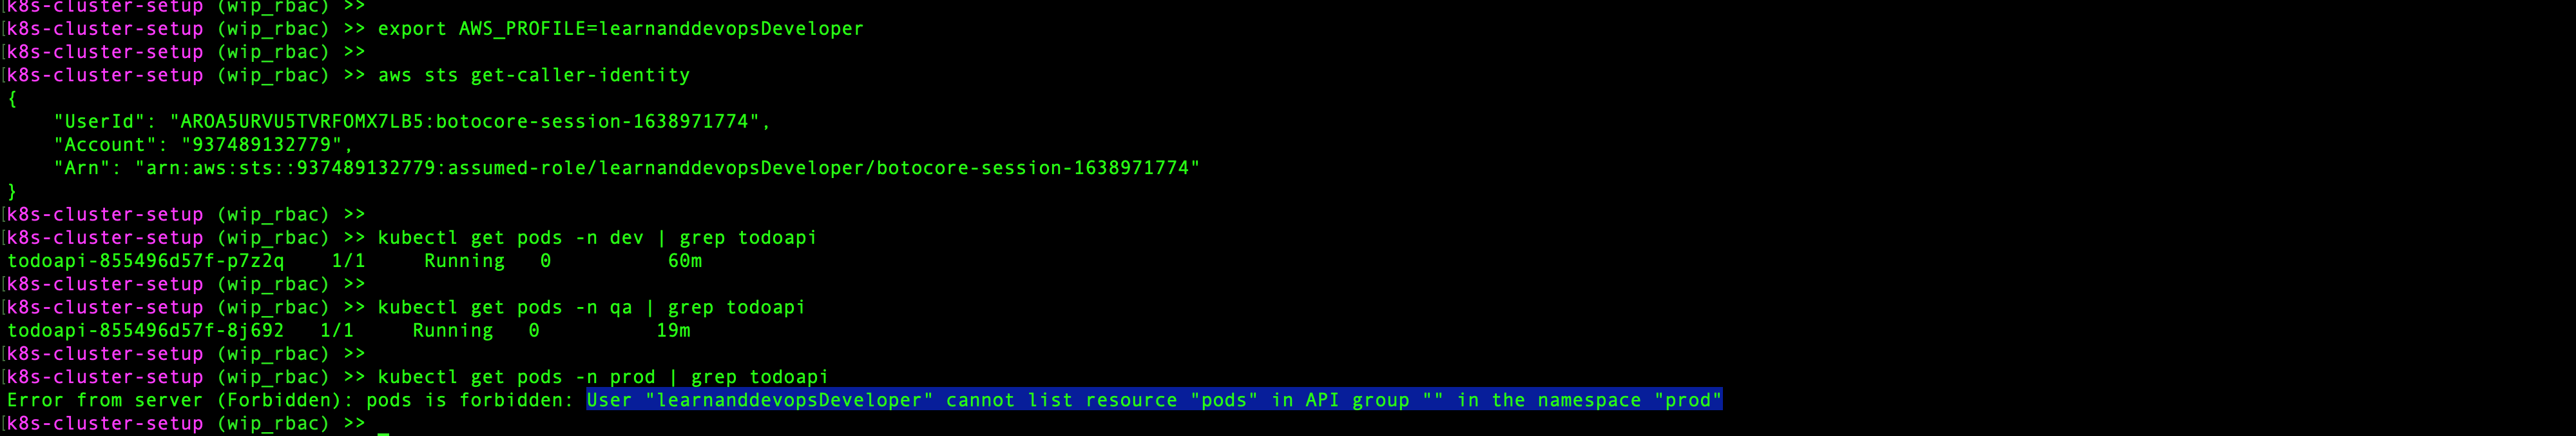 [k8s-cluster-setup (wip_rbac) >>
[k8s-cluster-setup (wip_rbac) >> export AWS_PROFILE=learnanddevopsDeveloper
[k8s-cluster-setup (wip_rbac) >>
[k8s-cluster-setup (wip_rbac) >> aws sts get-caller-identity
{
    "UserId": "AROA5URVU5TVRFOMX7LB5:botocore-session-1638971774",
    "Account": "937489132779",
    "Arn": "arn:aws:sts::937489132779:assumed-role/learnanddevopsDeveloper/botocore-session-1638971774"
}
[k8s-cluster-setup (wip_rbac) >>
[k8s-cluster-setup (wip_rbac) >> kubectl get pods -n dev | grep todoapi
todoapi-855496d57f-p7z2q    1/1     Running   0          60m
[k8s-cluster-setup (wip_rbac) >>
[k8s-cluster-setup (wip_rbac) >> kubectl get pods -n qa | grep todoapi
todoapi-855496d57f-8j692   1/1     Running   0          19m
[k8s-cluster-setup (wip_rbac) >>
[k8s-cluster-setup (wip_rbac) >> kubectl get pods -n prod | grep todoapi
Error from server (Forbidden): pods is forbidden: User "learnanddevopsDeveloper" cannot list resource "pods" in API group "" in the namespace "prod"
[k8s-cluster-setup (wip_rbac) >>